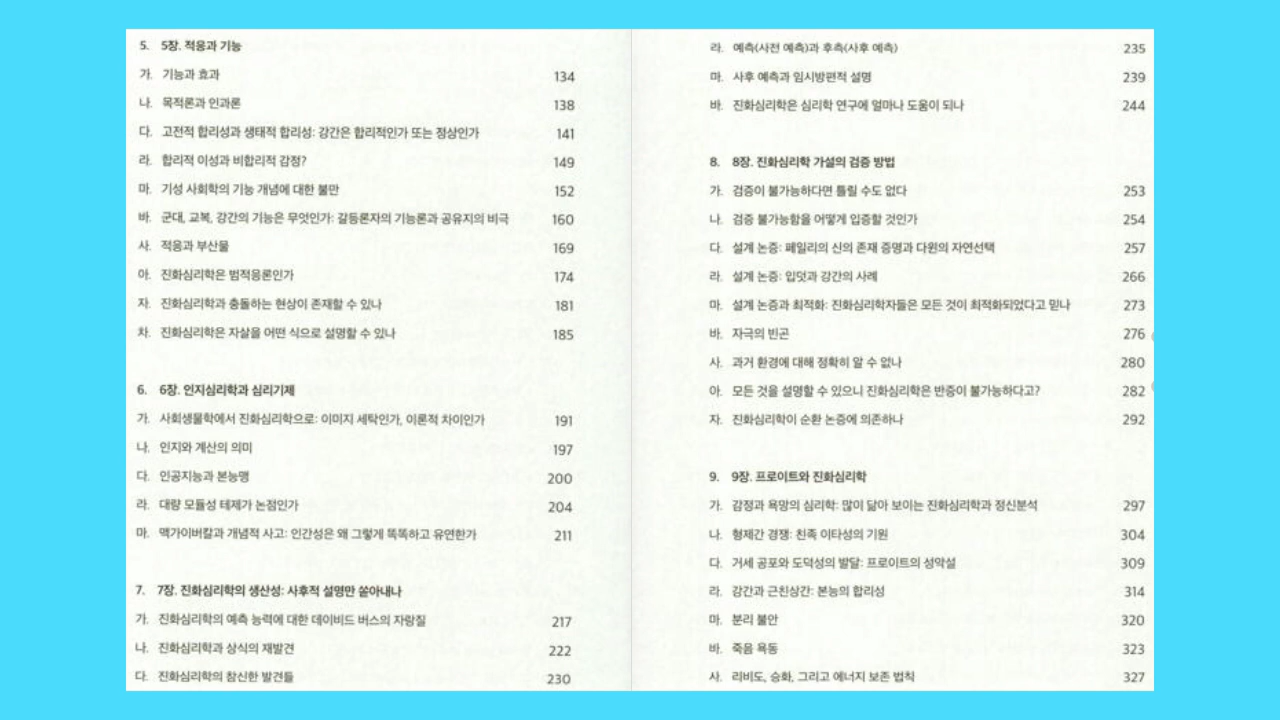 5. 5장. 적응과 기능
가. 기능과 효과 134
나. 목적론과 인과론 138
다. 고전적 합리성과 생태적 합리성: 강간은 합리적인가 또는 정상인가 141
라. 합리적 이성과 비합리적 감정? 149
마. 기성 사회학의 기능 개념에 대한 불만 152
바. 군대, 교복, 강간의 기능은 무엇인가: 갈등론자의 기능론과 공유지의 비극 160
사. 적응과 부산물 169
아. 진화심리학은 범적응론인가 174
자. 진화심리학과 충돌하는 현상이 존재할 수 있나 181
차. 진화심리학은 자살을 어떤 식으로 설명할 수 있나 185
6. 6장. 인지심리학과 심리기제
가. 사회생물학에서 진화심리학으로: 이미지 세탁인가, 이론적 차이인가 191
나. 인지와 계산의 의미 197
다. 인공지능과 본능맹 200
라. 대량 모듈성 테제가 논점인가 204
마. 맥가이버칼과 개념적 사고: 인간성은 왜 그렇게 똑똑하고 유연한가 211
7. 7장. 진화심리학의 생산성: 사후적 설명만 쏟아내나
가. 진화심리학의 예측 능력에 대한 데이비드 버스의 자랑질 217
나. 진화심리학과 상식의 재발견 222
다. 진화심리학의 참신한 발견들 230
라. 예측(사전 예측)과 후측(사후 예측) 235
마. 사후 예측과 임시방편적 설명 239
바. 진화심리학은 심리학 연구에 얼마나 도움이 되나 244
8. 8장. 진화심리학 가설의 검증 방법
가. 검증이 불가능하다면 틀릴 수도 없다 253
나. 검증 불가능함을 어떻게 입증할 것인가 254
다. 설계 논증: 페일리의 신의 존재 증명과 다윈의 자연선택 257
라. 설계 논증: 입덧과 강간의 사례 266
마. 설계 논증과 최적화: 진화심리학자들은 모든 것이 최적화되었다고 믿나 273
바. 자극의 빈곤 276
사. 과거 환경에 대해 정확히 알 수 없나 280
아. 모든 것을 설명할 수 있으니 진화심리학은 반증이 불가능하다고? 282
자. 진화심리학이 순환 논증에 의존하나 292
9. 9장. 프로이트와 진화심리학
가. 감정과 욕망의 심리학: 많이 닮아 보이는 진화심리학과 정신분석 297
나. 형제간 경쟁: 친족 이타성의 기원 304
다. 거세 공포와 도덕성의 발달: 프로이트의 성악설 309
라. 강간과 근친상간: 본능의 합리성 314
마. 분리 불안 320
바. 죽음 욕동 323
사. 리비도, 승화, 그리고 에너지 보존 법칙 327